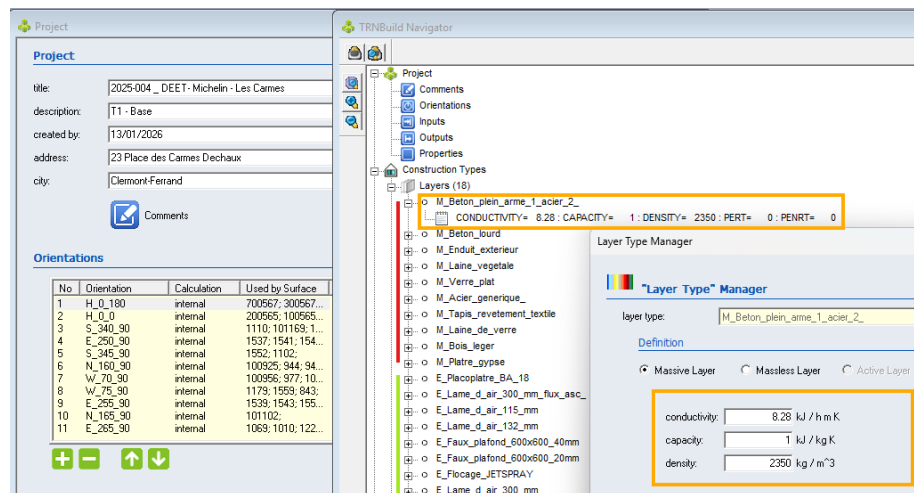 Project
Project
title: 2025-004 _ DEET- Michelin - Les Carmes
description: T1 - Base
created by: 13/01/2026
address: 23 Place des Carmes Dechaux
city: Clermont-Ferrand
Comments
Orientations
No Orientation Calculation Used by Surface
1 H_0_180 internal 700567; 300567...
2 H_0_0 internal 200565; 100565...
3 S_340_90 internal 1110; 101169; 1...
4 E_250_90 internal 1537; 1541; 154...
5 S_345_90 internal 1552; 1102;
6 N_160_90 internal 100925; 944; 94...
7 W_70_90 internal 100956; 977; 10...
8 W_75_90 internal 1179; 1559; 843;
9 E_255_90 internal 1539; 1543; 155...
10 N_165_90 internal 101102;
11 E_265_90 internal 1069; 1010; 122...
TRNBuild Navigator
Project
Comments
Orientations
Inputs
Outputs
Properties
Construction Types
Layers (18)
M_Beton_plein_arme_1_acier_2_
CONDUCTIVITY= 8.28 : CAPACITY= 1 : DENSITY= 2350 : PERT= 0 : PENRT= 0
M_Beton_lourd
M_Enduit_exterieur
M_Laine_vegetale
M_Verre_plat
M_Acier_generique_
M_Tapis_revetement_textile
M_Laine_de_verre
M_Bois_leger
M_Platre_gypse
E_Placoplatre_BA_18
E_Lame_d_air_300_mm_flux_asc_
E_Lame_d_air_115_mm
E_Lame_d_air_132_mm
E_Faux_plafond_600x600_40mm
E_Faux_plafond_600x600_20mm
E_Flocage_JETSPRAY
E_Lame_d_air_300_mm
Layer Type Manager
"Layer Type" Manager
layer type: M_Beton_plein_arme_1_acier_2_
Definition
Massive Layer Massless Layer Active Layer
conductivity: 8.28 kJ / h m K
capacity: 1 kJ / kg K
density: 2350 kg / m^3